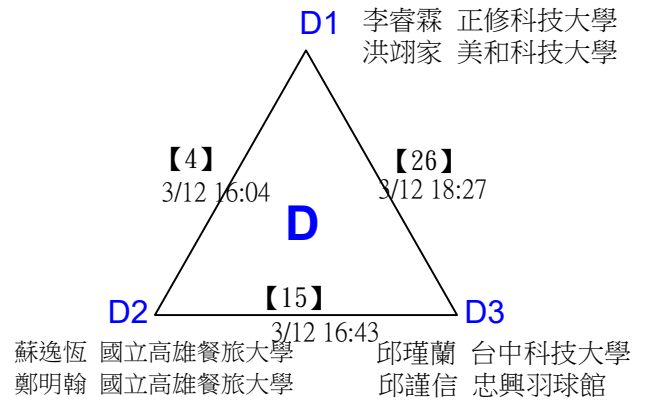 D1 李睿霖 正修科技大學
洪翊家 美和科技大學
【4】 【26】
3/12 16:04 3/12 18:27
D
D2 【15】 D3
3/12 16:43
蘇逸恆 國立高雄餐旅大學 邱瑾蘭 台中科技大學
鄭明翰 國立高雄餐旅大學 邱謹信 忠興羽球館